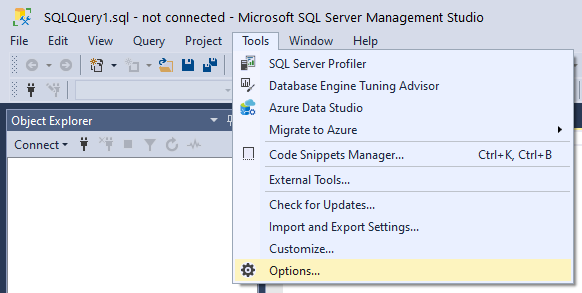 SQLQuery1.sql - not connected - Microsoft SQL Server Management Studio
File Edit View Query Project Tools Window Help
SQL Server Profiler
Database Engine Tuning Advisor
Azure Data Studio
Migrate to Azure
Code Snippets Manager... Ctrl+K, Ctrl+B
External Tools...
Check for Updates...
Import and Export Settings...
Customize...
Options...
Object Explorer
Connect